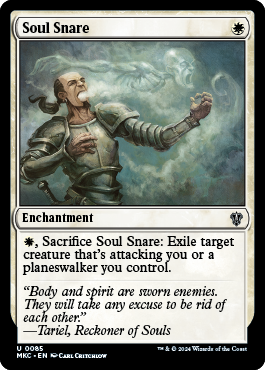 Soul Snare
Enchantment
, Sacrifice Soul Snare: Exile target
creature that's attacking you or a
planeswalker you control.
"Body and spirit are sworn enemies.
They will take any excuse to be rid of
each other."
—Tariel, Reckoner of Souls
U 0085
MKC • EN Carl Critchlow
™ & © 2024 Wizards of the Coast